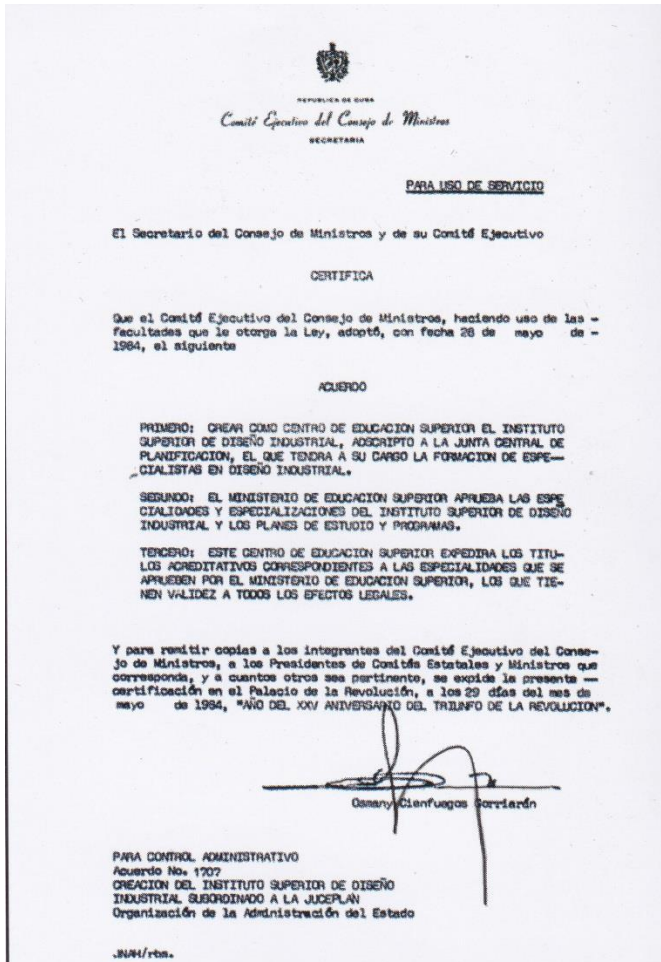 REPUBLICA DE CUBA
Comité Ejecutivo del Consejo de Ministros
SECRETARIA
PARA USO DE SERVICIO
El Secretario del Consejo de Ministros y de su Comité Ejecutivo
CERTIFICA
Que el Comité Ejecutivo del Consejo de Ministros, haciendo uso de las -
facultades que le otorga la Ley, adoptó, con fecha 28 de mayo de -
1984, el siguiente
ACUERDO
PRIMERO: CREAR COMO CENTRO DE EDUCACION SUPERIOR EL INSTITUTO
SUPERIOR DE DISEÑO INDUSTRIAL, ADSCRIPTO A LA JUNTA CENTRAL DE
PLANIFICACION, EL QUE TENDRA A SU CARGO LA FORMACION DE ESPE—
CIALISTAS EN DISEÑO INDUSTRIAL.
SEGUNDO: EL MINISTERIO DE EDUCACION SUPERIOR APRUEBA LAS ESPE
CIALIDADES Y ESPECIALIZACIONES DEL INSTITUTO SUPERIOR DE DISEÑO
INDUSTRIAL Y LOS PLANES DE ESTUDIO Y PROGRAMAS.
TERCERO: ESTE CENTRO DE EDUCACION SUPERIOR EXPEDIRA LOS TITU-
LOS ACREDITATIVOS CORRESPONDIENTES A LAS ESPECIALIDADES QUE SE
APRUEBEN POR EL MINISTERIO DE EDUCACION SUPERIOR, LOS QUE TIE-
NEN VALIDEZ A TODOS LOS EFECTOS LEGALES.
Y para remitir copias a los integrantes del Comité Ejecutivo del Conse-
jo de Ministros, a los Presidentes de Comités Estatales y Ministros que
corresponda, y a cuantos otros sea pertinente, se expide la presente —
certificación en el Palacio de la Revolución, a los 29 días del mes de
mayo de 1984, "AÑO DEL XXV ANIVERSARIO DEL TRIUNFO DE LA REVOLUCION".
Osmany Cienfuegos Gorriarán
PARA CONTROL ADMINISTRATIVO
Acuerdo No. 1707
CREACION DEL INSTITUTO SUPERIOR DE DISEÑO
INDUSTRIAL SUBORDINADO A LA JUCEPLAN
Organización de la Administración del Estado
JNAH/rbs.